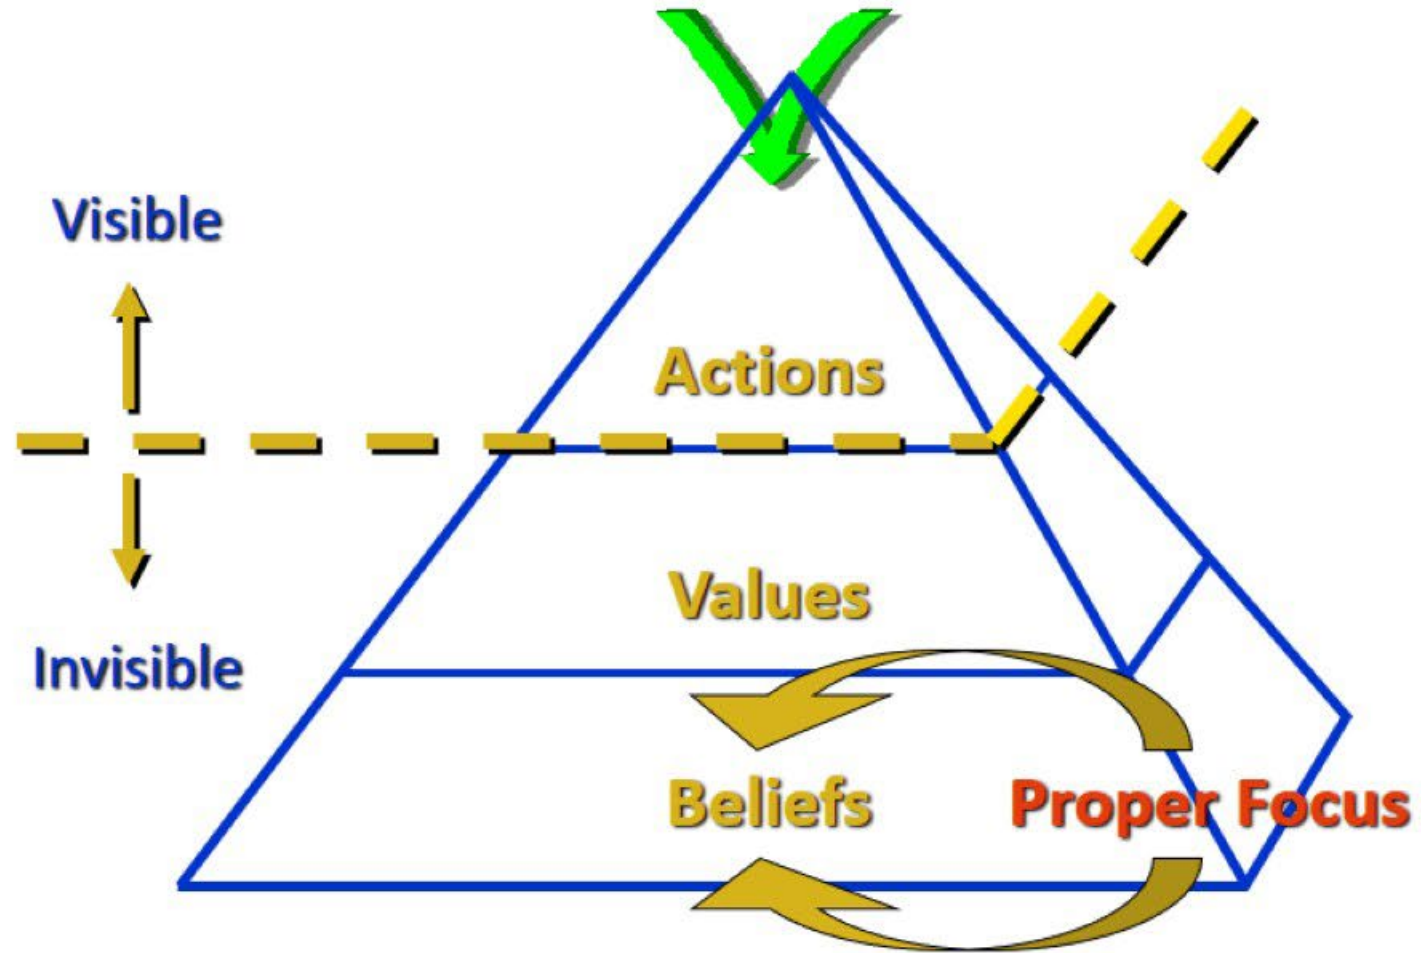 Visible
Actions
Values
Invisible
Beliefs
Proper Focus